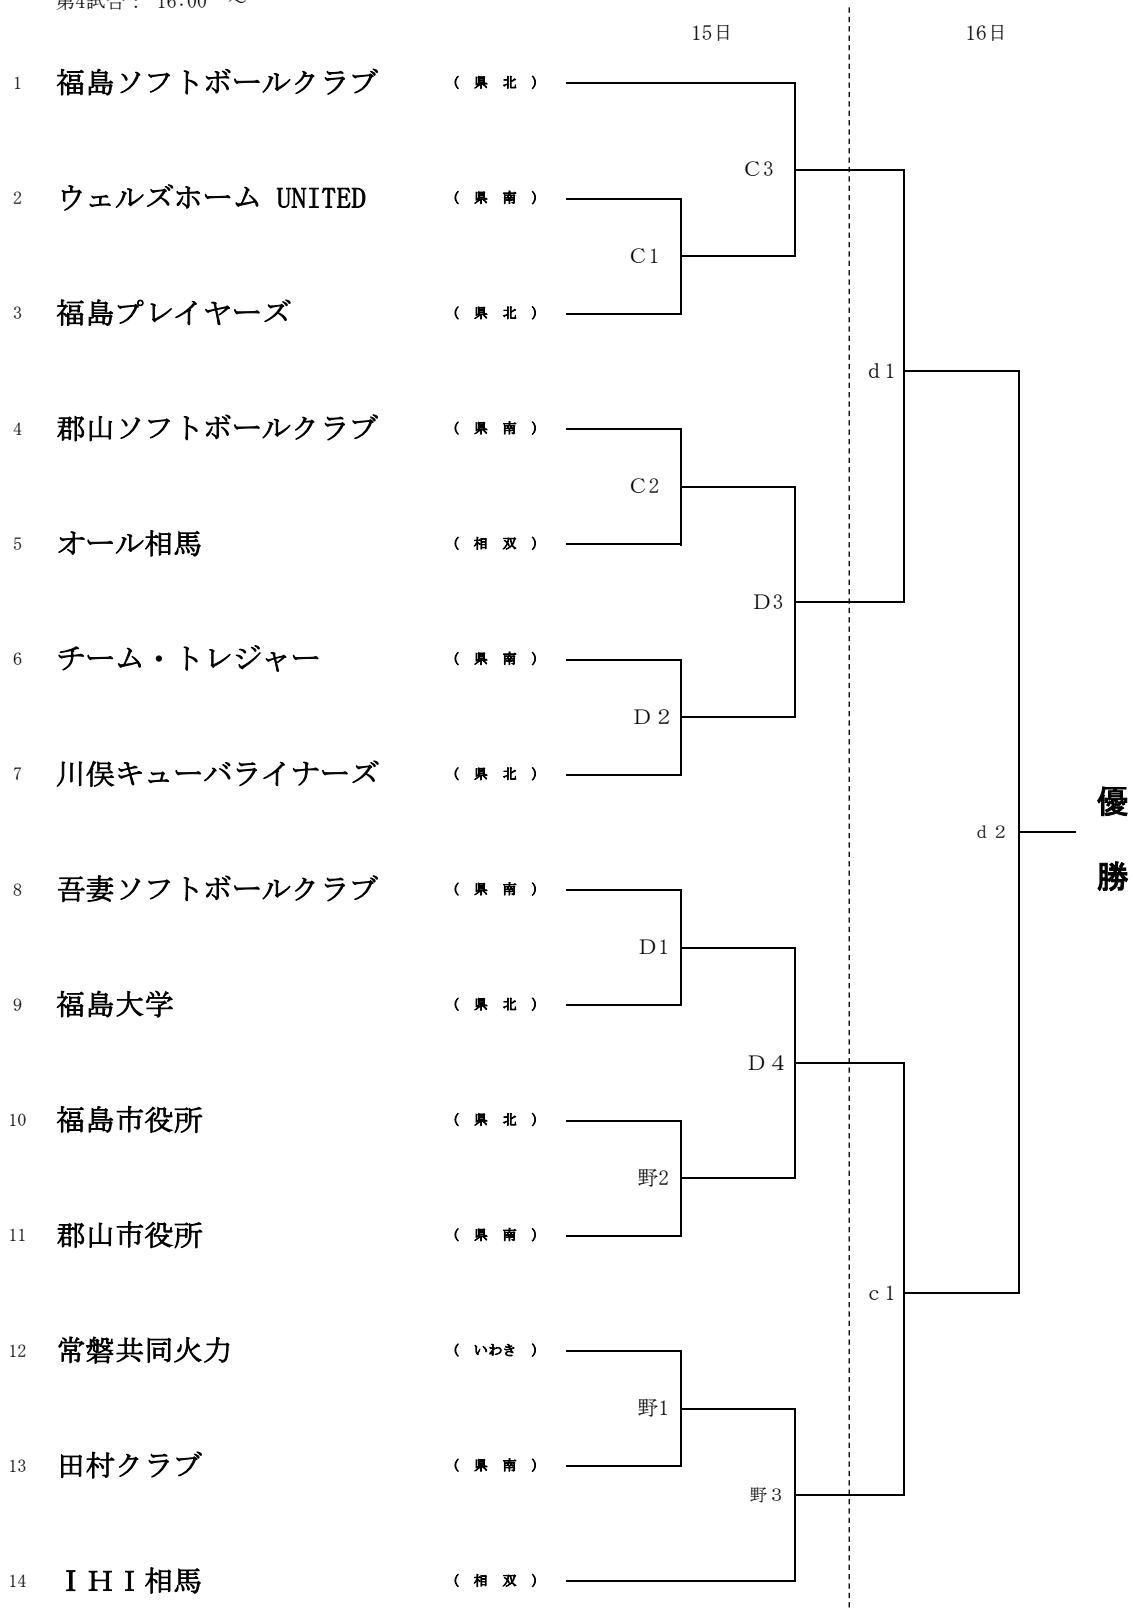 第4試合： 16:00 ～
15日 16日
1 福島ソフトボールクラブ （ 県 北 ）
C3
2 ウェルズホーム UNITED （ 県 南 ）
C1
3 福島プレイヤーズ （ 県 北 ）
d1
4 郡山ソフトボールクラブ （ 県 南 ）
C2
5 オール相馬 （ 相 双 ）
D3
6 チーム・トレジャー （ 県 南 ）
D２
7 川俣キューバライナーズ （ 県 北 ）
優
d２
勝
8 吾妻ソフトボールクラブ （ 県 南 ）
D1
9 福島大学 （ 県 北 ）
D４
10 福島市役所 （ 県 北 ）
野2
11 郡山市役所 （ 県 南 ）
c1
12 常磐共同火力 （ いわき ）
野1
13 田村クラブ （ 県 南 ）
野３
14 ＩＨＩ相馬 （ 相 双 ）